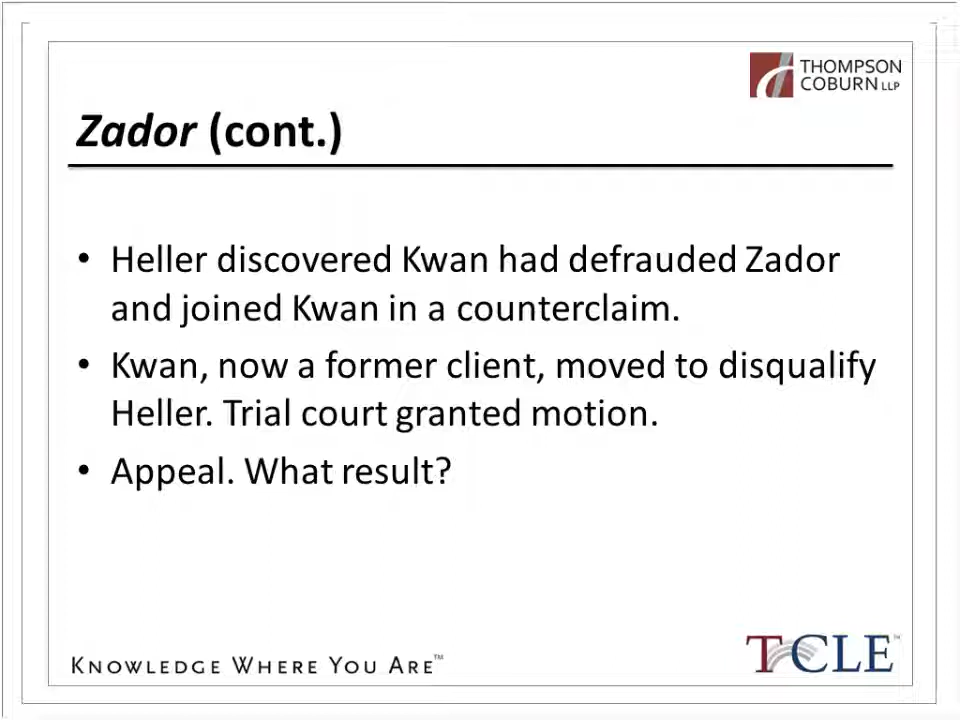 THOMPSON
COBURN LLP
Zador (cont.)
• Heller discovered Kwan had defrauded Zador
and joined Kwan in a counterclaim.
• Kwan, now a former client, moved to disqualify
Heller. Trial court granted motion.
• Appeal. What result?
KNOWLEDGE WHERE YOU ARE™
TCLE™